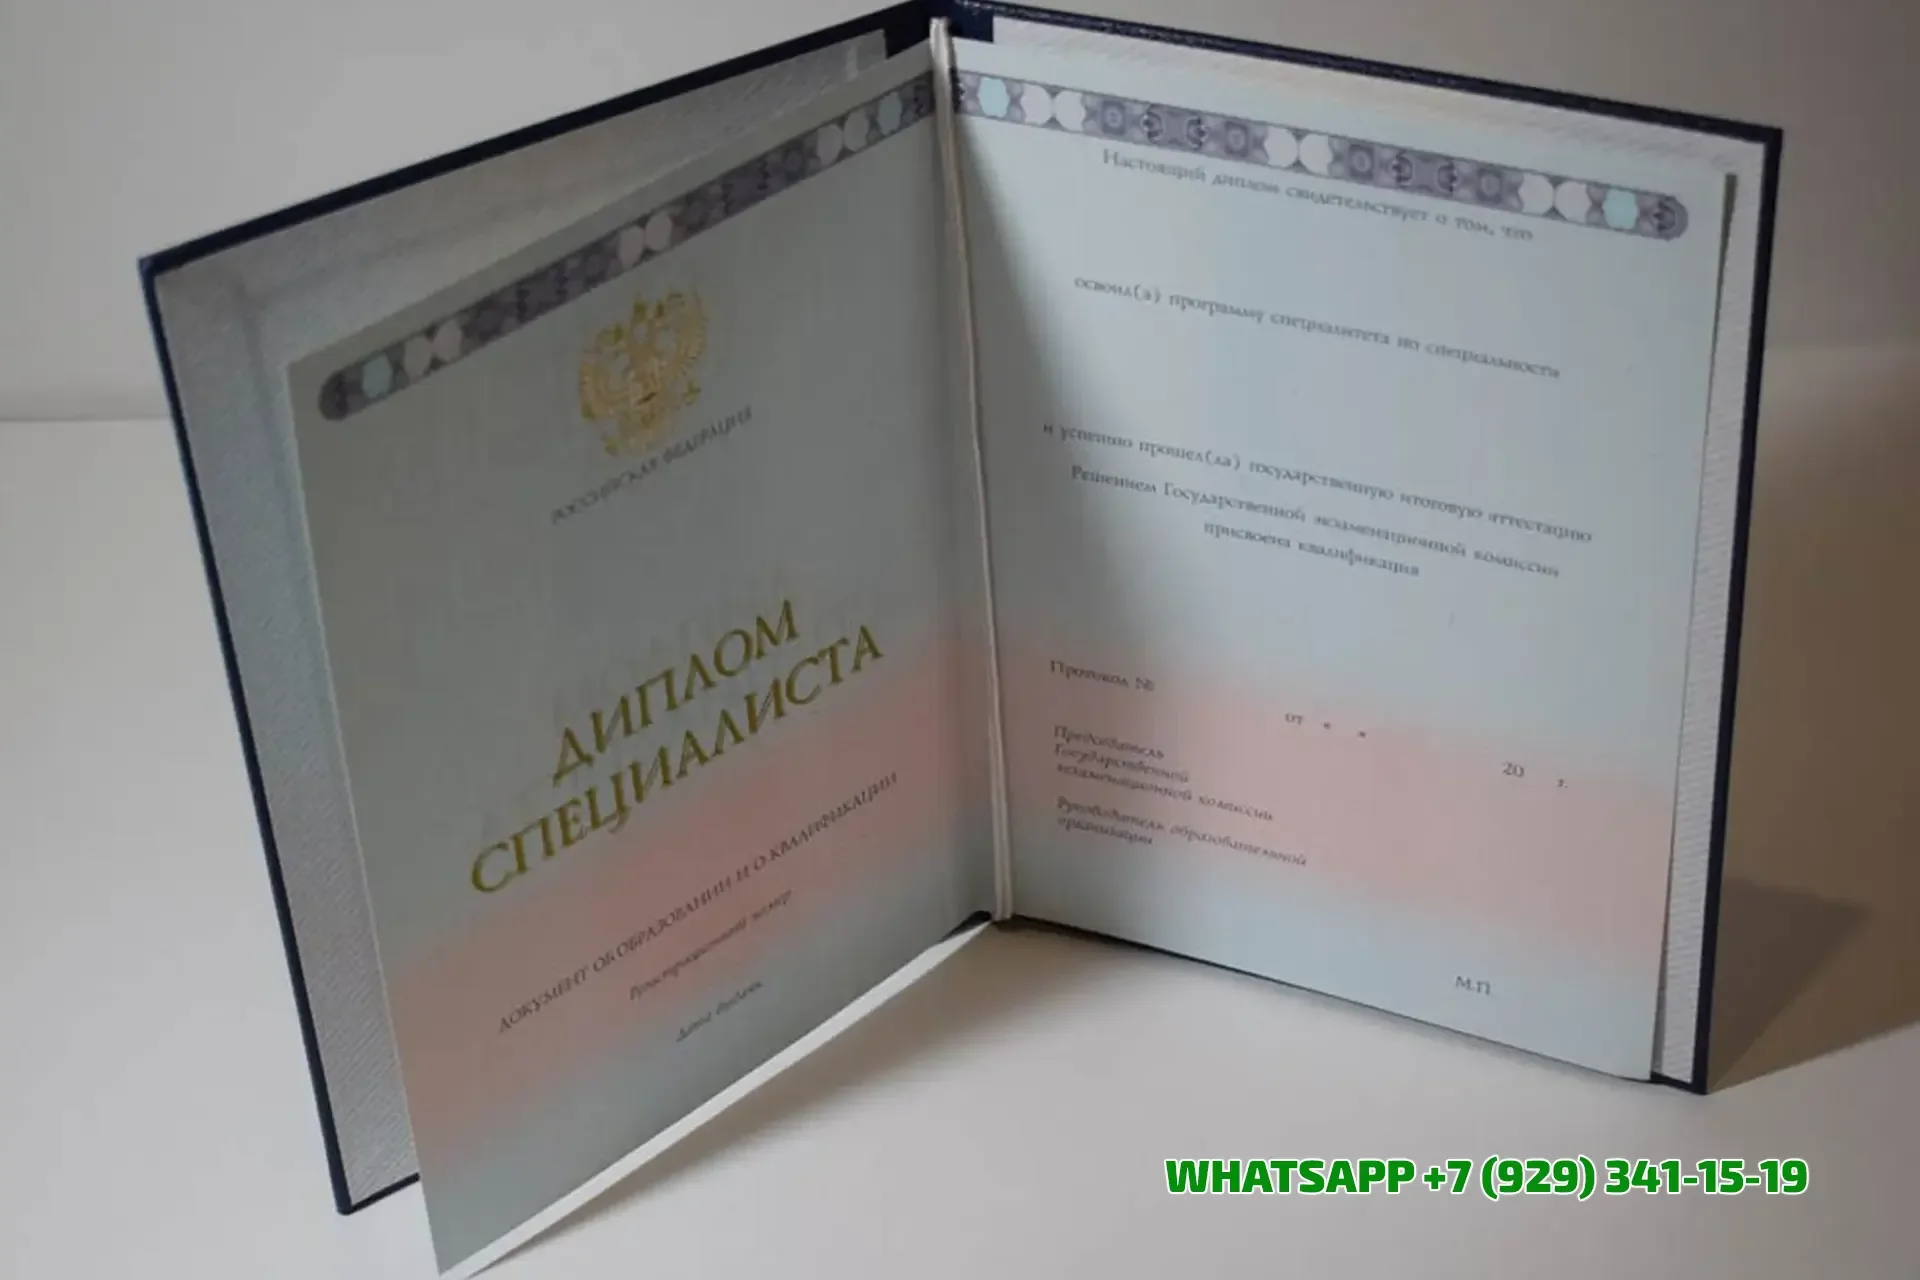 РОССИЙСКАЯ ФЕДЕРАЦИЯ
ДИПЛОМ
СПЕЦИАЛИСТА
ДОКУМЕНТ ОБ ОБРАЗОВАНИИ И О КВАЛИФИКАЦИИ
Регистрационный номер
Дата выдачи
Настоящий диплом свидетельствует о том, что
освоил(а) программу специалитета по специальности
и успешно прошел(ла) государственную итоговую аттестацию
Решением Государственной экзаменационной комиссии
присвоена квалификация
Протокол №
от « » 20 г.
Председатель
Государственной
экзаменационной комиссии
Руководитель образовательной
организации
М.П.
WHATSAPP +7 (929) 341-15-19